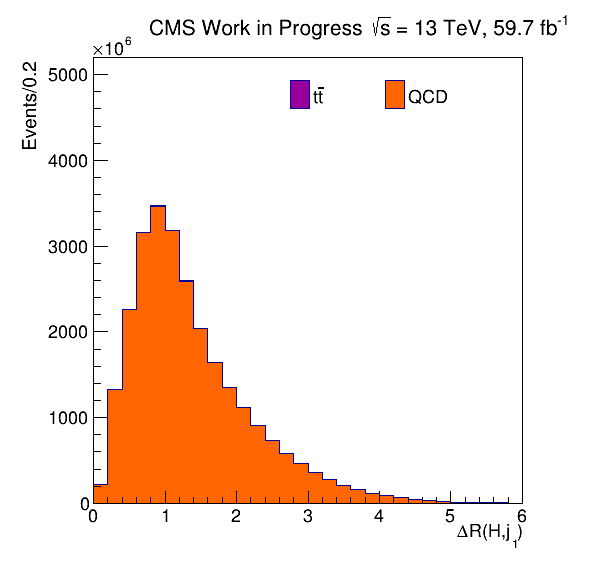 CMS Work in Progress √s = 13 TeV, 59.7 fb⁻¹
×10⁶
Events/0.2
tt̄ QCD
5000
4000
3000
2000
1000
0
0 1 2 3 4 5 6
ΔR(H,j₁)